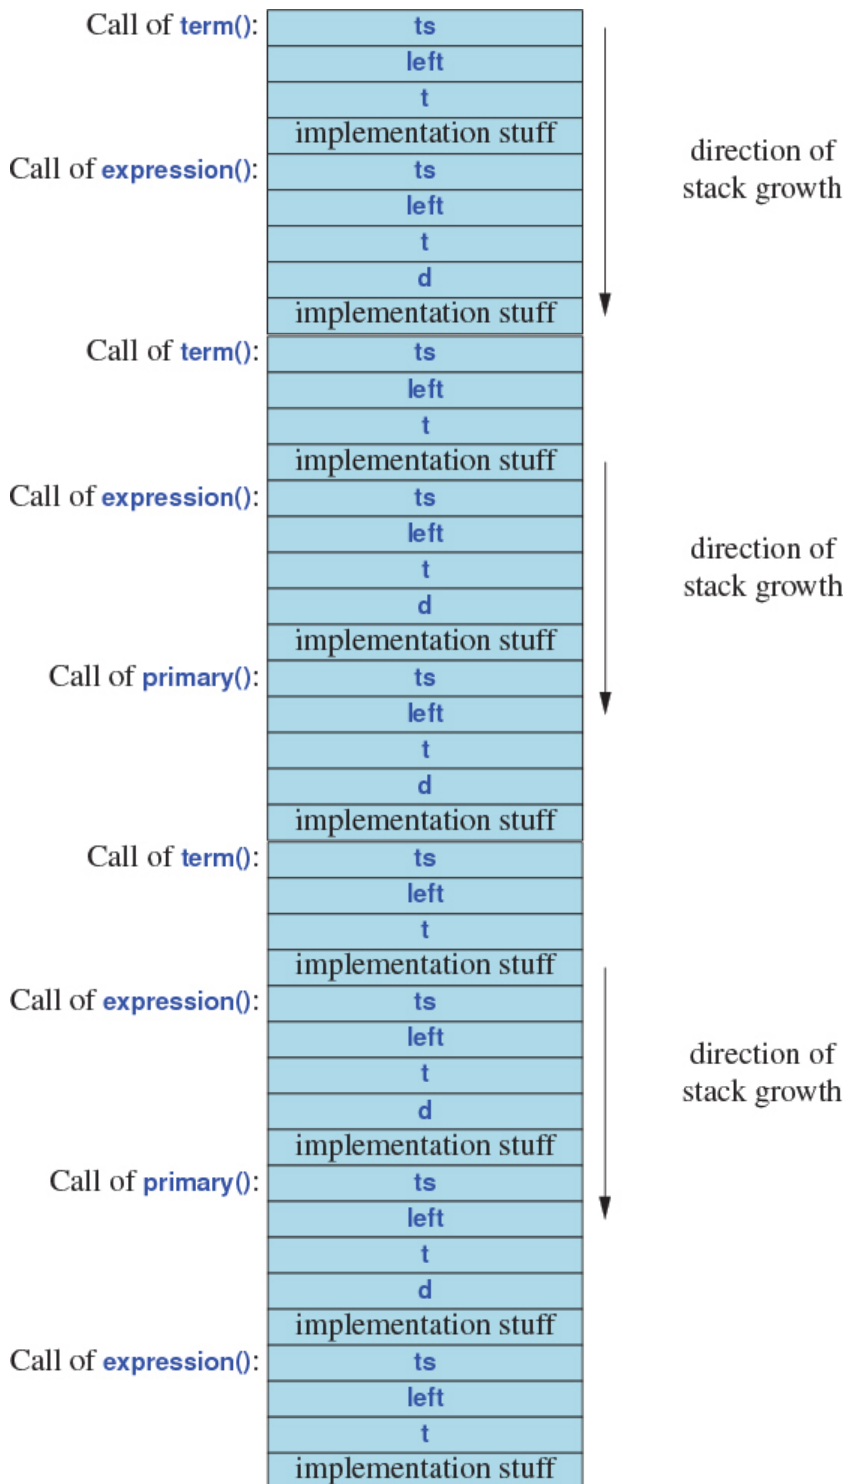 Call of term(): ts
left
t
implementation stuff
Call of expression(): ts
left
t
d
implementation stuff
direction of
stack growth
Call of term(): ts
left
t
implementation stuff
Call of expression(): ts
left
t
d
implementation stuff
Call of primary(): ts
left
t
d
implementation stuff
direction of
stack growth
Call of term(): ts
left
t
implementation stuff
Call of expression(): ts
left
t
d
implementation stuff
Call of primary(): ts
left
t
d
implementation stuff
Call of expression(): ts
left
t
implementation stuff
direction of
stack growth